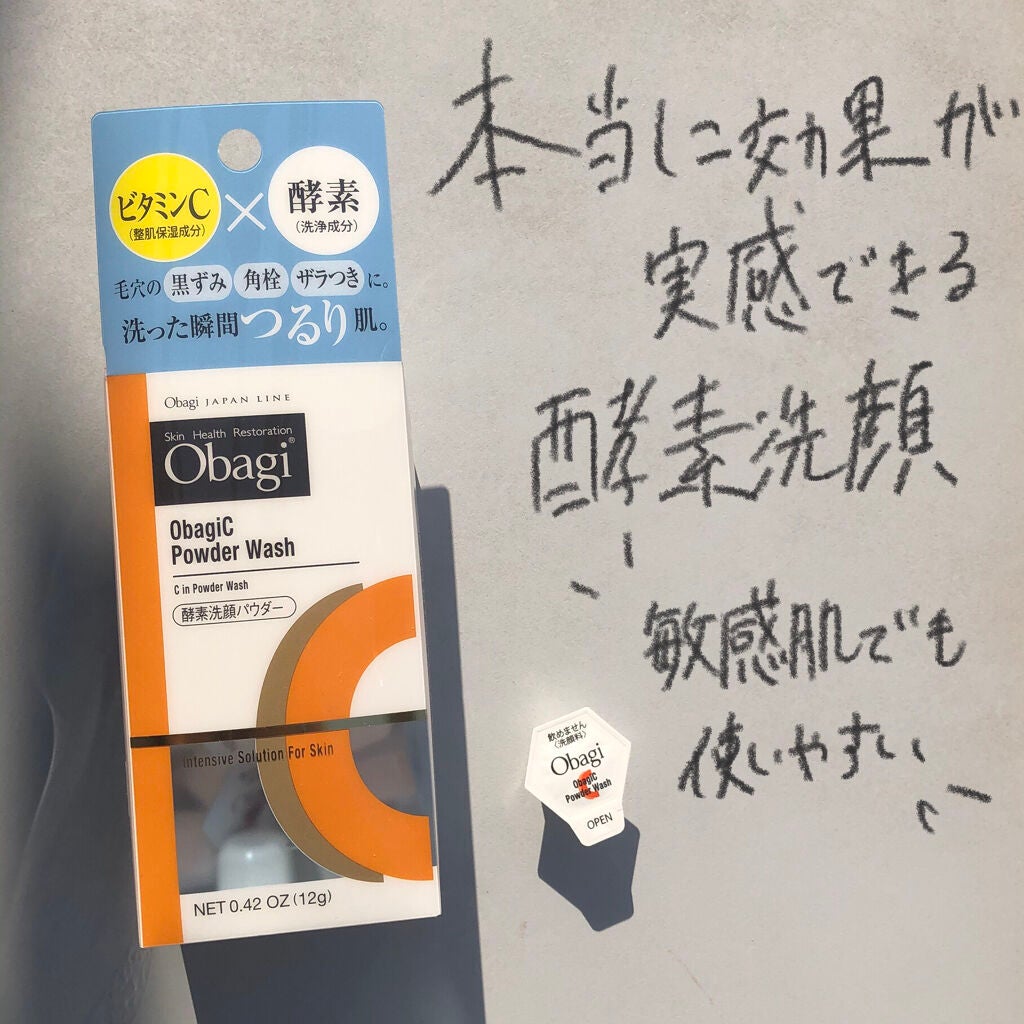 ビタミンC
(整肌保湿成分)
×
酵素
(洗浄成分)
毛穴の 黒ずみ 角栓 ザラつき に。
洗った瞬間つるり肌。
Obagi JAPAN LINE
Skin Health Restoration
Obagi®
ObagiC
Powder Wash
C in Powder Wash
酵素洗顔パウダー
Intensive Solution For Skin
NET 0.42 OZ (12g)
本当に効果が
実感できる
酵素洗顔
敏感肌でも
使いやすい
飲めません
(洗顔料)
Obagi
ObagiC
Powder Wash
OPEN